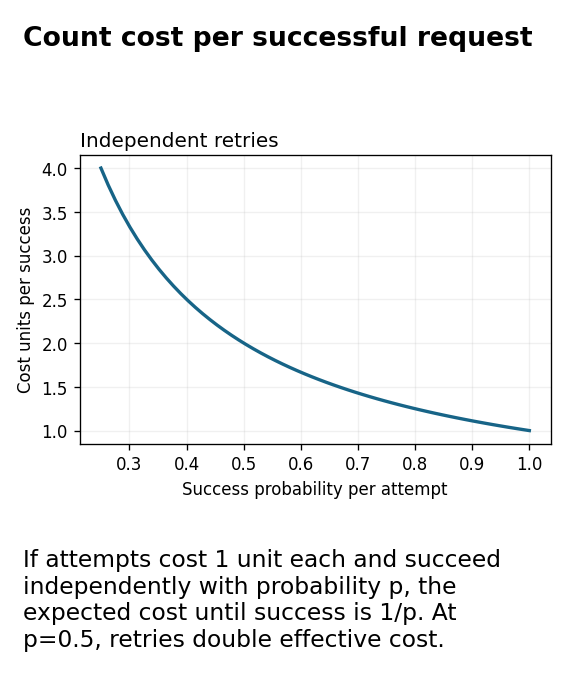 Count cost per successful request
Independent retries
Cost units per success
4.0
3.5
3.0
2.5
2.0
1.5
1.0
0.3 0.4 0.5 0.6 0.7 0.8 0.9 1.0
Success probability per attempt
If attempts cost 1 unit each and succeed
independently with probability p, the
expected cost until success is 1/p. At
p=0.5, retries double effective cost.